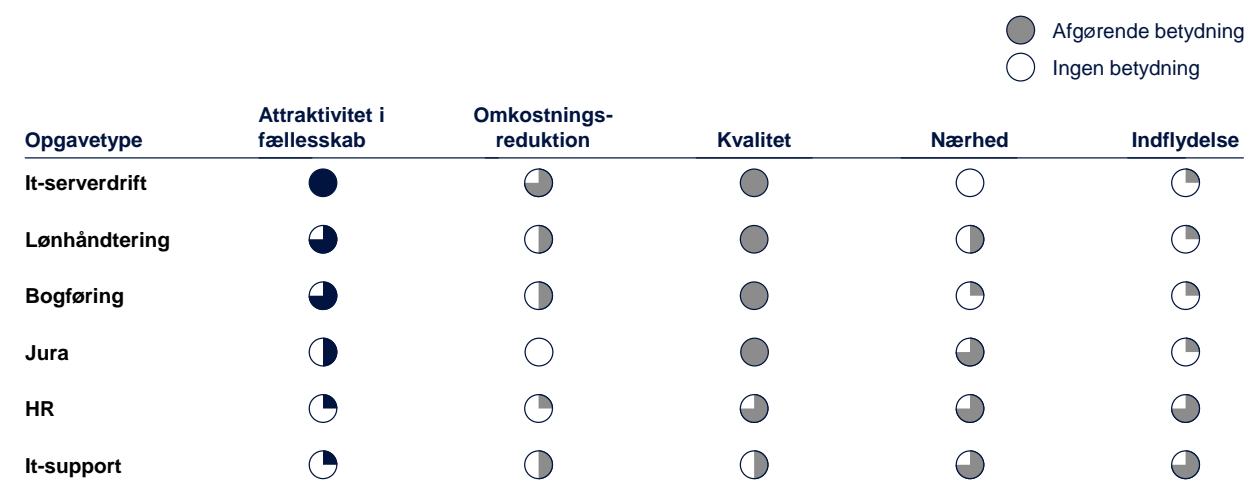 Afgørende betydning
Ingen betydning
Opgavetype
Attraktivitet i
fællesskab
Omkostnings-
reduktion
Kvalitet
Nærhed
Indflydelse
It-serverdrift
Lønhåndtering
Bogføring
Jura
HR
It-support